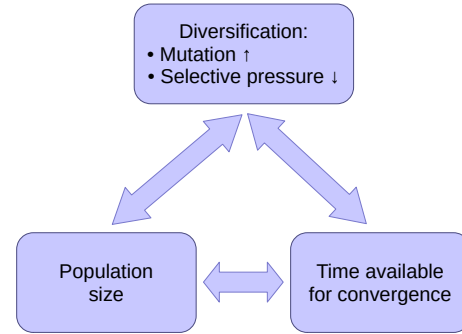 Diversification:
• Mutation ↑
• Selective pressure ↓
Population
size
Time available
for convergence